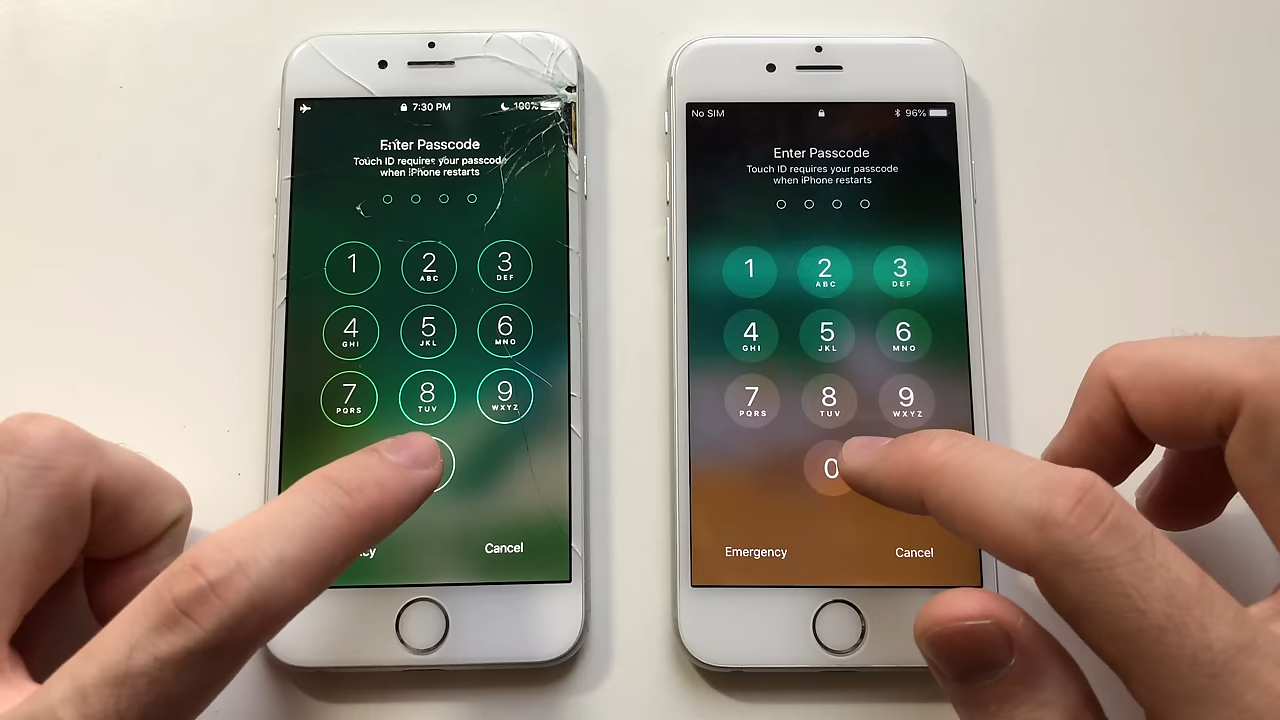 7:30 PM
100%
Enter Passcode
Touch ID requires your passcode
when iPhone restarts
1
2
ABC
3
DEF
4
GHI
5
JKL
6
MNO
7
PQRS
8
TUV
9
WXYZ
cy
Cancel
No SIM
96%
Enter Passcode
Touch ID requires your passcode
when iPhone restarts
1
2
ABC
3
DEF
4
GHI
5
JKL
6
MNO
7
PQRS
8
TUV
9
WXYZ
0
Emergency
Cancel